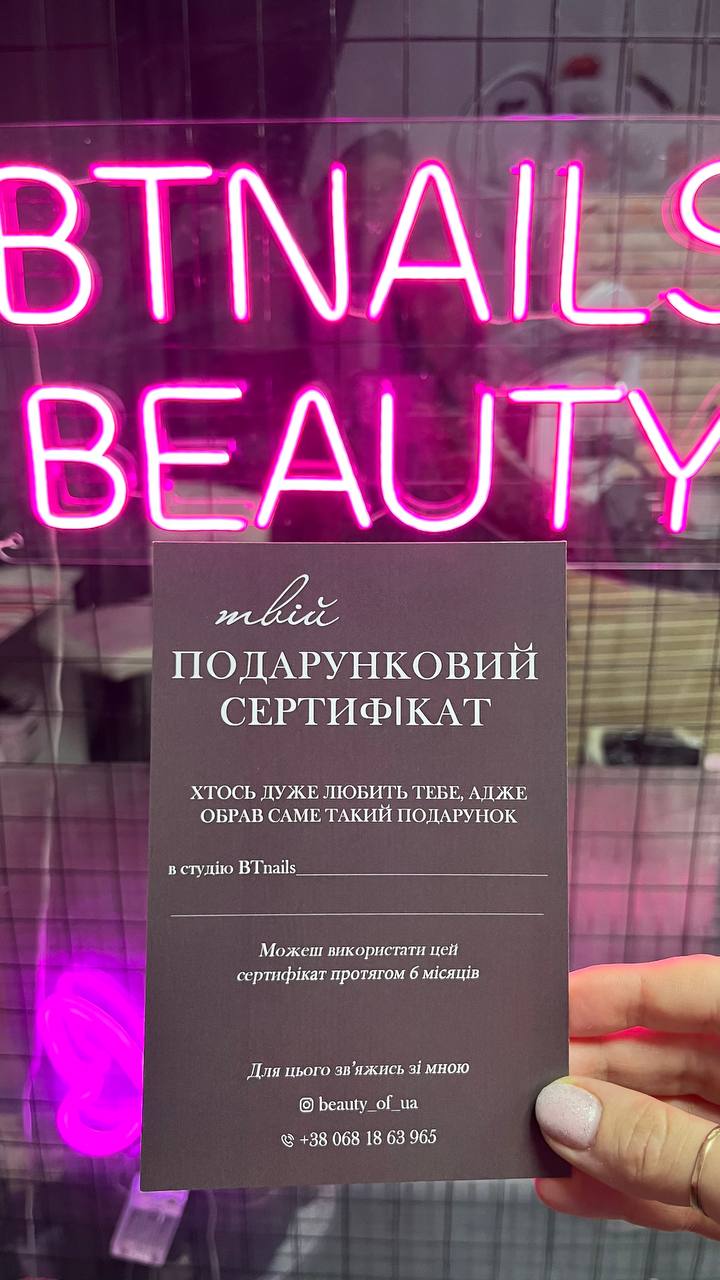 BTNAILS
BEAUTY
твій
ПОДАРУНКОВИЙ
СЕРТИФІКАТ
ХТОСЬ ДУЖЕ ЛЮБИТЬ ТЕБЕ, АДЖЕ
ОБРАВ САМЕ ТАКИЙ ПОДАРУНОК
в студію BTnails
Можеш використати цей
сертифікат протягом 6 місяців
Для цього зв'яжись зі мною
beauty_of_ua
+38 068 18 63 965